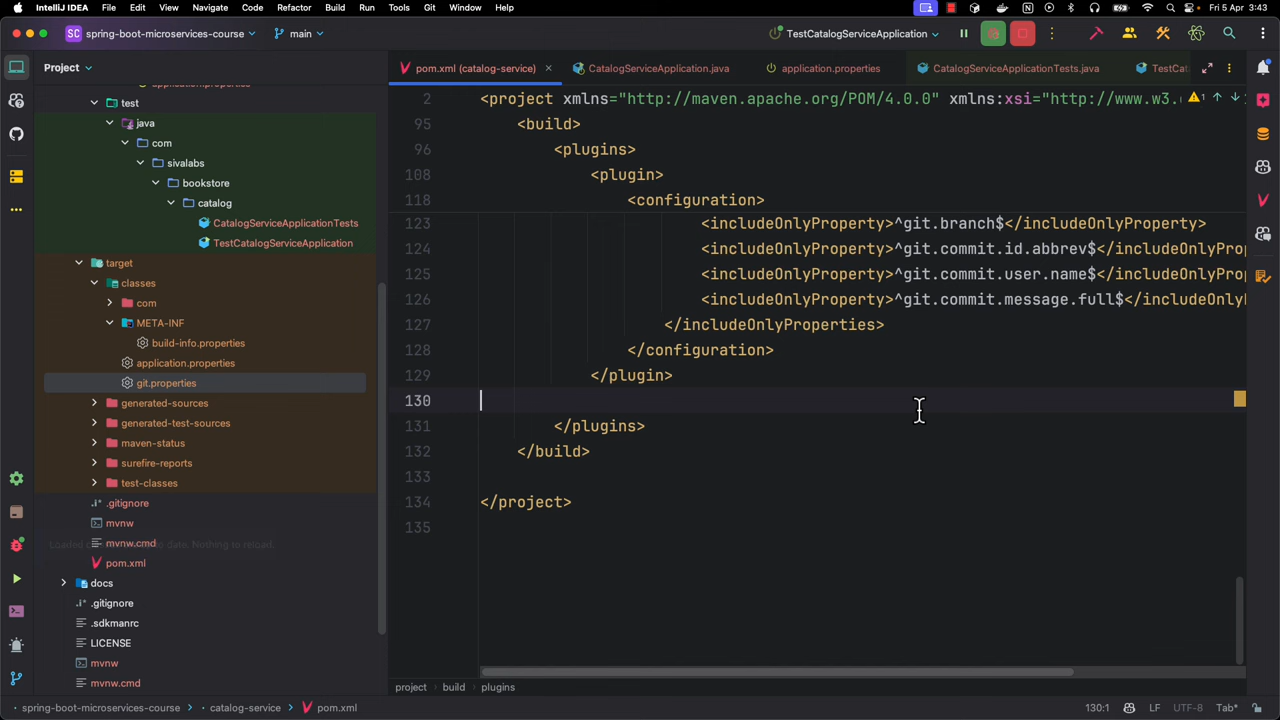 IntelliJ IDEA File Edit View Navigate Code Refactor Build Run Tools Git Window Help Fri 5 Apr 3:43
SC spring-boot-microservices-course main TestCatalogServiceApplication
Project
pom.xml (catalog-service) CatalogServiceApplication.java application.properties CatalogServiceApplicationTests.java TestCat
application.properties
test
java
com
sivalabs
bookstore
catalog
CatalogServiceApplicationTests
TestCatalogServiceApplication
target
classes
com
META-INF
build-info.properties
application.properties
git.properties
generated-sources
generated-test-sources
maven-status
surefire-reports
test-classes
.gitignore
mvnw
mvnw.cmd
pom.xml
docs
.gitignore
.sdkmanrc
LICENSE
mvnw
mvnw.cmd
2 <project xmlns="http://maven.apache.org/POM/4.0.0" xmlns:xsi="http://www.w3. 1
95 <build>
96 <plugins>
108 <plugin>
118 <configuration>
123 <includeOnlyProperty>^git.branch$</includeOnlyProperty>
124 <includeOnlyProperty>^git.commit.id.abbrev$</includeOnlyProp
125 <includeOnlyProperty>^git.commit.user.name$</includeOnlyProp
126 <includeOnlyProperty>^git.commit.message.full$</includeOnly
127 </includeOnlyProperties>
128 </configuration>
129 </plugin>
130
131 </plugins>
132 </build>
133
134 </project>
135
project build plugins
spring-boot-microservices-course catalog-service pom.xml 130:1 LF UTF-8 Tab*